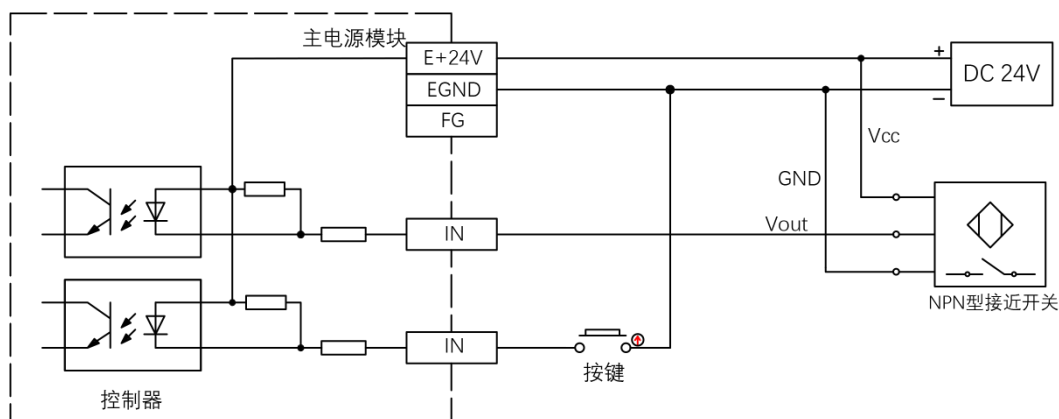 主电源模块
E+24V
EGND
FG
+
DC 24V
−
Vcc
GND
Vout
IN
NPN型接近开关
IN
按键
控制器